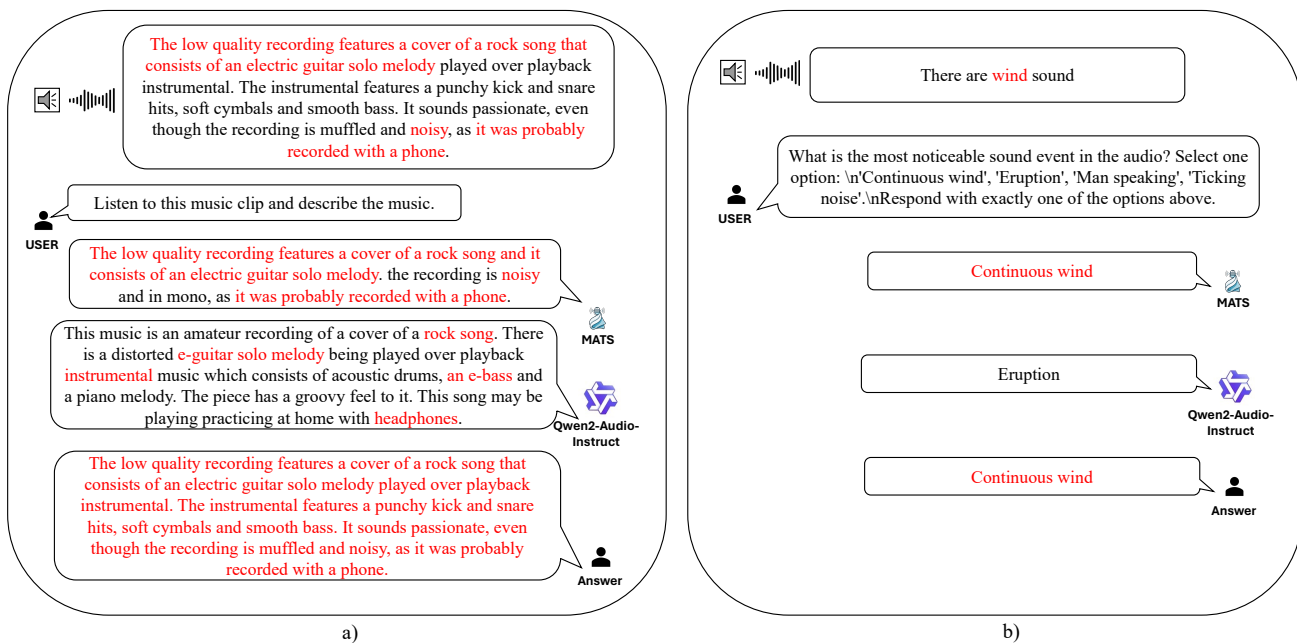 The low quality recording features a cover of a rock song that
consists of an electric guitar solo melody played over playback
instrumental. The instrumental features a punchy kick and snare
hits, soft cymbals and smooth bass. It sounds passionate, even
though the recording is muffled and noisy, as it was probably
recorded with a phone.
Listen to this music clip and describe the music.
USER
The low quality recording features a cover of a rock song and it
consists of an electric guitar solo melody. the recording is noisy
and in mono, as it was probably recorded with a phone.
MATS
This music is an amateur recording of a cover of a rock song. There
is a distorted e-guitar solo melody being played over playback
instrumental music which consists of acoustic drums, an e-bass and
a piano melody. The piece has a groovy feel to it. This song may be
playing practicing at home with headphones.
Qwen2-Audio-
Instruct
The low quality recording features a cover of a rock song that
consists of an electric guitar solo melody played over playback
instrumental. The instrumental features a punchy kick and snare
hits, soft cymbals and smooth bass. It sounds passionate, even
though the recording is muffled and noisy, as it was probably
recorded with a phone.
Answer
a)
There are wind sound
What is the most noticeable sound event in the audio? Select one
option: \n'Continuous wind', 'Eruption', 'Man speaking', 'Ticking
noise'.\nRespond with exactly one of the options above.
USER
Continuous wind
MATS
Eruption
Qwen2-Audio-
Instruct
Continuous wind
Answer
b)